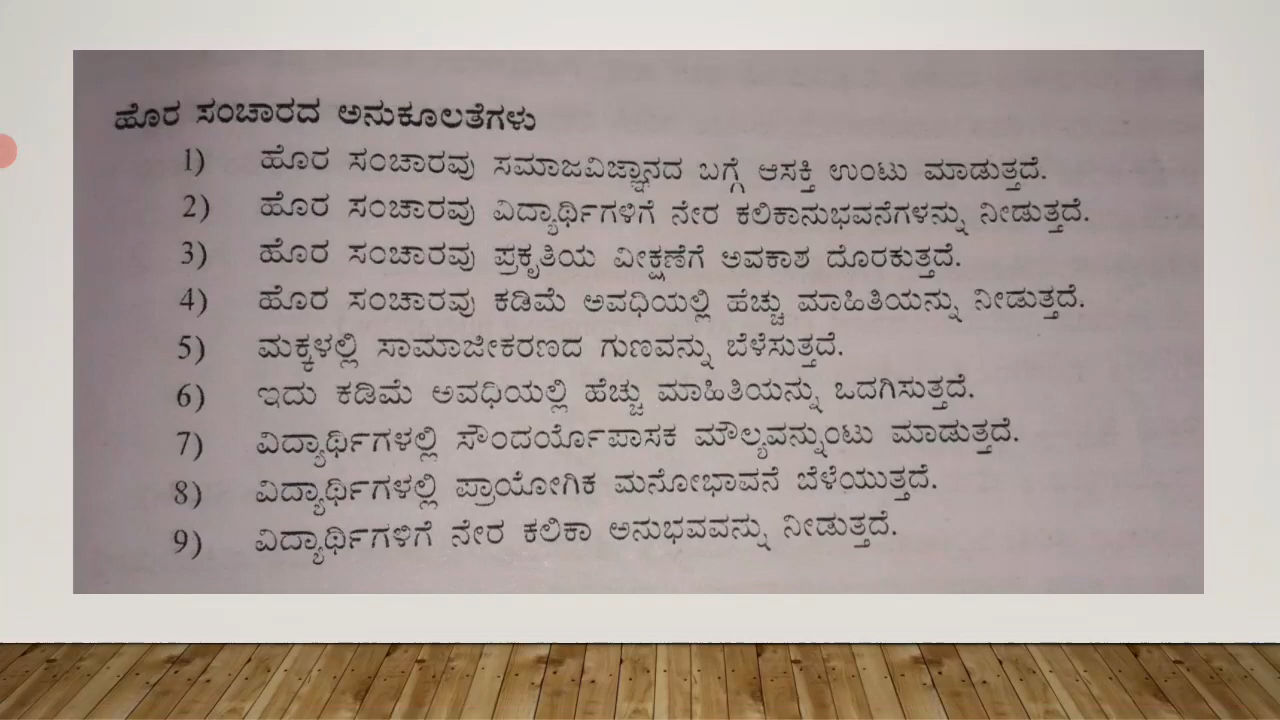 ಹೊರ ಸಂಚಾರದ ಅನುಕೂಲತೆಗಳು
1) ಹೊರ ಸಂಚಾರವು ಸಮಾಜವಿಜ್ಞಾನದ ಬಗ್ಗೆ ಆಸಕ್ತಿ ಉಂಟು ಮಾಡುತ್ತದೆ.
2) ಹೊರ ಸಂಚಾರವು ವಿದ್ಯಾರ್ಥಿಗಳಿಗೆ ನೇರ ಕಲಿಕಾನುಭವನೆಗಳನ್ನು ನೀಡುತ್ತದೆ.
3) ಹೊರ ಸಂಚಾರವು ಪ್ರಕೃತಿಯ ವೀಕ್ಷಣೆಗೆ ಅವಕಾಶ ದೊರಕುತ್ತದೆ.
4) ಹೊರ ಸಂಚಾರವು ಕಡಿಮೆ ಅವಧಿಯಲ್ಲಿ ಹೆಚ್ಚು ಮಾಹಿತಿಯನ್ನು ನೀಡುತ್ತದೆ.
5) ಮಕ್ಕಳಲ್ಲಿ ಸಾಮಾಜೀಕರಣದ ಗುಣವನ್ನು ಬೆಳೆಸುತ್ತದೆ.
6) ಇದು ಕಡಿಮೆ ಅವಧಿಯಲ್ಲಿ ಹೆಚ್ಚು ಮಾಹಿತಿಯನ್ನು ಒದಗಿಸುತ್ತದೆ.
7) ವಿದ್ಯಾರ್ಥಿಗಳಲ್ಲಿ ಸೌಂದರ್ಯೊಪಾಸಕ ಮೌಲ್ಯವನ್ನುಂಟು ಮಾಡುತ್ತದೆ.
8) ವಿದ್ಯಾರ್ಥಿಗಳಲ್ಲಿ ಪ್ರಾಯೋಗಿಕ ಮನೋಭಾವನೆ ಬೆಳೆಯುತ್ತದೆ.
9) ವಿದ್ಯಾರ್ಥಿಗಳಿಗೆ ನೇರ ಕಲಿಕಾ ಅನುಭವವನ್ನು ನೀಡುತ್ತದೆ.